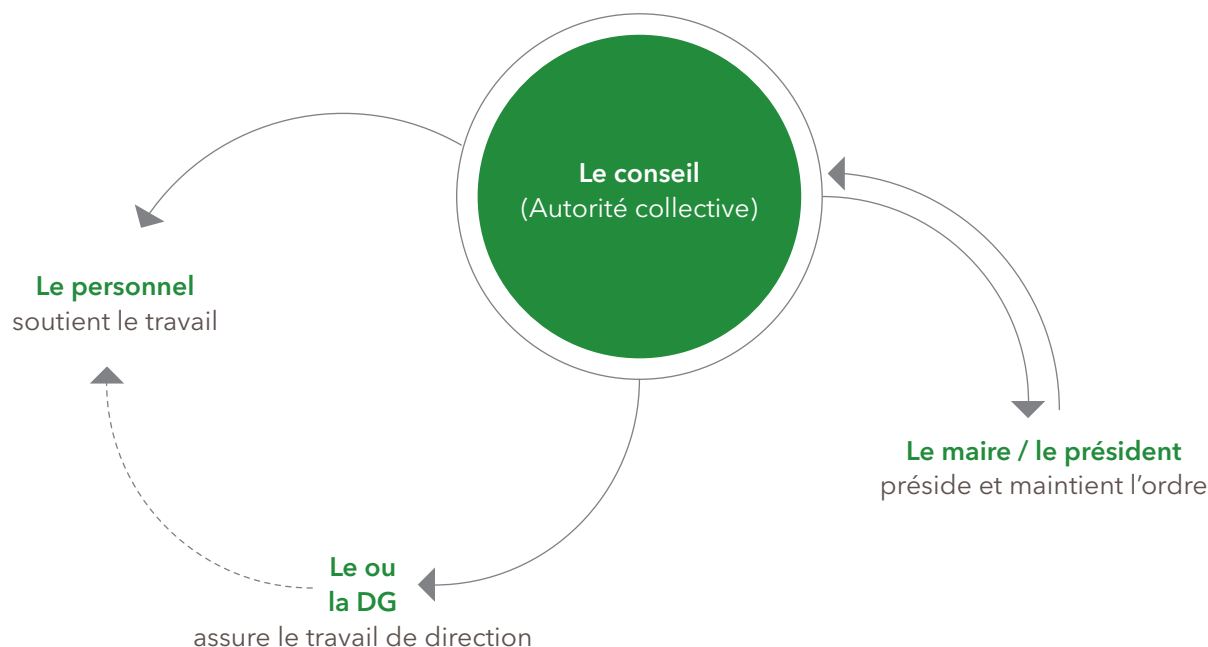 Le conseil
(Autorité collective)
Le personnel
soutient le travail
Le maire / le président
préside et maintient l’ordre
Le ou
la DG
assure le travail de direction